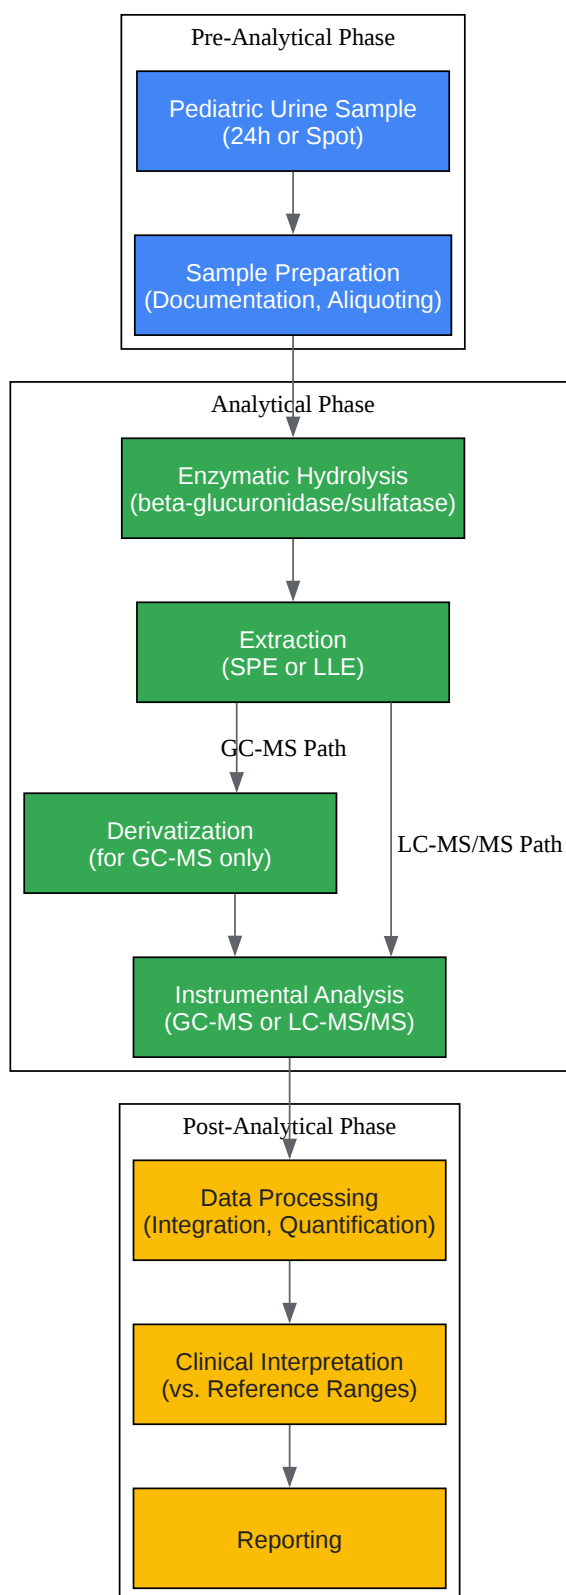 Pre-Analytical Phase
Pediatric Urine Sample
(24h or Spot)
Sample Preparation
(Documentation, Aliquoting)
Analytical Phase
Enzymatic Hydrolysis
(beta-glucuronidase/sulfatase)
Extraction
(SPE or LLE)
GC-MS Path
Derivatization
(for GC-MS only)
LC-MS/MS Path
Instrumental Analysis
(GC-MS or LC-MS/MS)
Post-Analytical Phase
Data Processing
(Integration, Quantification)
Clinical Interpretation
(vs. Reference Ranges)
Reporting